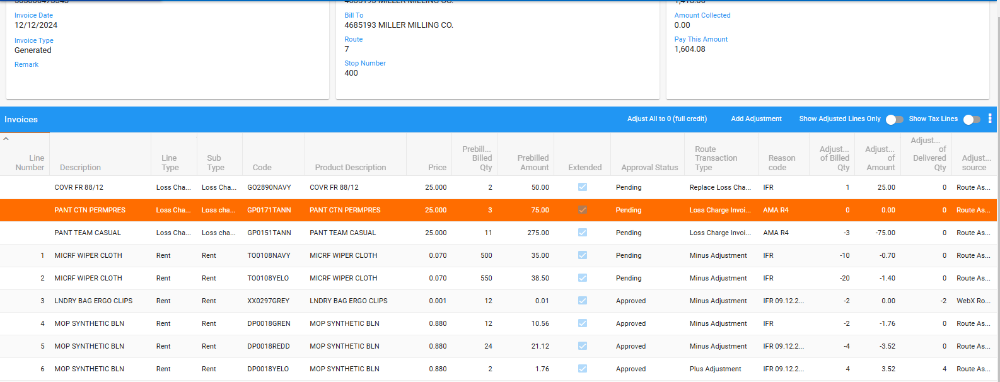 Invoice Date
12/12/2024
Invoice Type
Generated
Remark
4685193 MILLER MILLING CO.
Bill To
4685193 MILLER MILLING CO.
Route
7
Stop Number
400
Amount Collected
0.00
Pay This Amount
1,604.08
Invoices Adjust All to 0 (full credit) Add Adjustment Show Adjusted Lines Only Show Tax Lines
Line Number Description Line Type Sub Type Code Product Description Price Prebill... Billed Qty Prebilled Amount Extended Approval Status Route Transaction Type Reason code Adjust... of Billed Qty Adjust... of Amount Adjust... of Delivered Qty Adjust... source
COVR FR 88/12 Loss Cha... Loss Cha... GO2890NAVY COVR FR 88/12 25.000 2 50.00 Pending Replace Loss Cha... IFR 1 25.00 0 Route As...
PANT CTN PERMPRES Loss Cha... Loss cha... GP0171TANN PANT CTN PERMPRES 25.000 3 75.00 Pending Loss Charge Invoi... AMA R4 0 0.00 0 Route As...
PANT TEAM CASUAL Loss Cha... Loss cha... GP0151TANN PANT TEAM CASUAL 25.000 11 275.00 Pending Loss Charge Invoi... AMA R4 -3 -75.00 0 Route As...
1 MICRF WIPER CLOTH Rent Rent TO0108NAVY MICRF WIPER CLOTH 0.070 500 35.00 Pending Minus Adjustment IFR -10 -0.70 0 Route As...
2 MICRF WIPER CLOTH Rent Rent TO0108YELO MICRF WIPER CLOTH 0.070 550 38.50 Pending Minus Adjustment IFR -20 -1.40 0 Route As...
3 LNDRY BAG ERGO CLIPS Rent Rent XX0297GREY LNDRY BAG ERGO CLIPS 0.001 12 0.01 Approved Minus Adjustment IFR 09.12.2... -2 0.00 -2 WebX Ro...
4 MOP SYNTHETIC BLN Rent Rent DP0018GREN MOP SYNTHETIC BLN 0.880 12 10.56 Approved Minus Adjustment IFR -2 -1.76 0 Route As...
5 MOP SYNTHETIC BLN Rent Rent DP0018REDD MOP SYNTHETIC BLN 0.880 24 21.12 Approved Minus Adjustment IFR 09.12.2... -4 -3.52 0 Route As...
6 MOP SYNTHETIC BLN Rent Rent DP0018YELO MOP SYNTHETIC BLN 0.880 2 1.76 Approved Plus Adjustment IFR 09.12.2... 4 3.52 4 Route As...